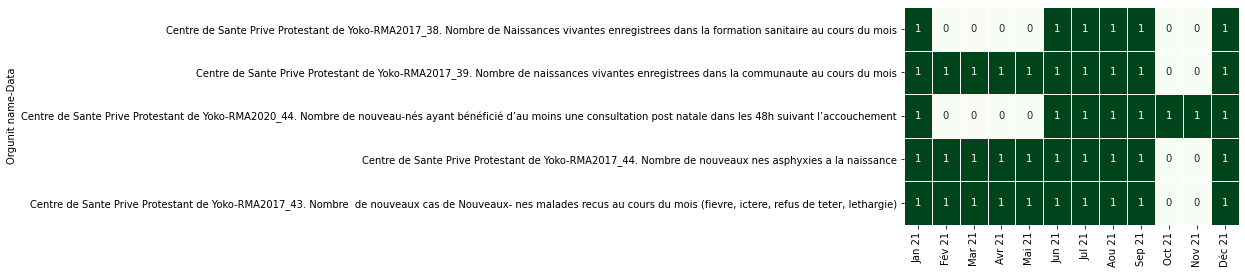 Orgunit name-Data
Centre de Sante Prive Protestant de Yoko-RMA2017_38. Nombre de Naissances vivantes enregistrees dans la formation sanitaire au cours du mois
1 0 0 0 0 1 1 1 1 0 0 1
Centre de Sante Prive Protestant de Yoko-RMA2017_39. Nombre de naissances vivantes enregistrees dans la communaute au cours du mois
1 1 1 1 1 1 1 1 1 0 0 1
Centre de Sante Prive Protestant de Yoko-RMA2020_44. Nombre de nouveau-nés ayant bénéficié d’au moins une consultation post natale dans les 48h suivant l’accouchement
1 0 0 0 0 1 1 1 1 1 1 1
Centre de Sante Prive Protestant de Yoko-RMA2017_44. Nombre de nouveaux nes asphyxies a la naissance
1 1 1 1 1 1 1 1 1 0 0 1
Centre de Sante Prive Protestant de Yoko-RMA2017_43. Nombre  de nouveaux cas de Nouveaux- nes malades recus au cours du mois (fievre, ictere, refus de teter, lethargie)
1 1 1 1 1 1 1 1 1 0 0 1
Jan 21
Fév 21
Mar 21
Avr 21
Mai 21
Jun 21
Jul 21
Aou 21
Sep 21
Oct 21
Nov 21
Déc 21